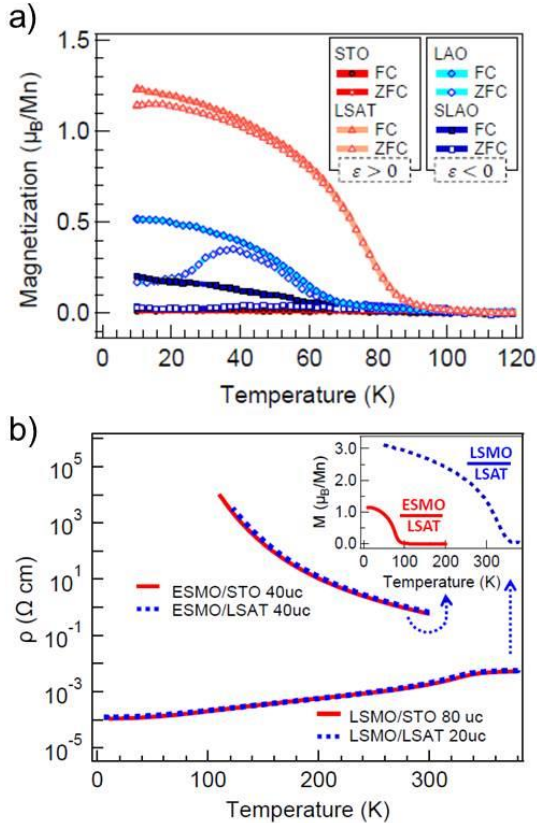 a)
1.5
1.0
0.5
0.0
Magnetization (μB/Mn)
STO
FC
ZFC
LSAT
FC
ZFC
ε > 0
LAO
FC
ZFC
SLAO
FC
ZFC
ε < 0
20 40 60 80 100 120
Temperature (K)
b)
10^5
10^3
10^1
10^-1
10^-3
10^-5
ρ (Ω cm)
ESMO/STO 40uc
ESMO/LSAT 40uc
3.0
2.0
1.0
0.0
M (μB/Mn)
LSMO
LSAT
ESMO
LSAT
100 200 300
Temperature (K)
LSMO/STO 80 uc
LSMO/LSAT 20uc
0 100 200 300
Temperature (K)